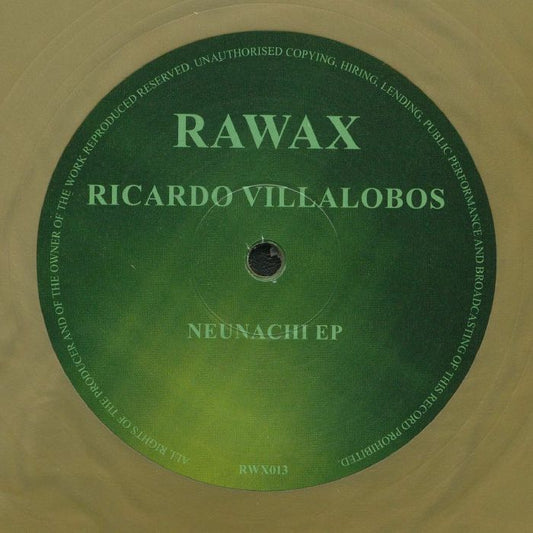 ALL RIGHTS OF THE PRODUCER AND OF THE OWNER OF THE WORK REPRODUCED RESERVED. UNAUTHORISED COPYING, HIRING, LENDING, PUBLIC PERFORMANCE AND BROADCASTING OF THIS RECORD PROHIBITED.
RAWAX
RICARDO VILLALOBOS
NEUNACHI EP
RWX013